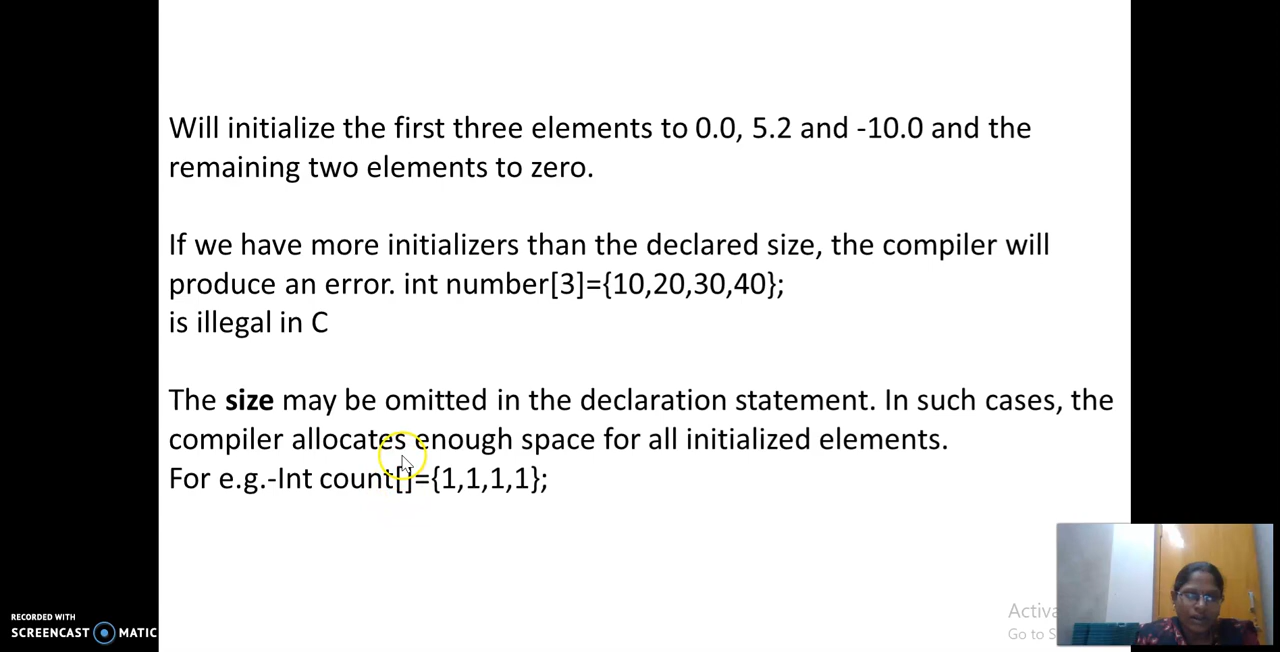 Will initialize the first three elements to 0.0, 5.2 and -10.0 and the
remaining two elements to zero.
If we have more initializers than the declared size, the compiler will
produce an error. int number[3]={10,20,30,40};
is illegal in C
The size may be omitted in the declaration statement. In such cases, the
compiler allocates enough space for all initialized elements.
For e.g.-Int count[]={1,1,1,1};
Activa
Go to S
RECORDED WITH
SCREENCAST MATIC